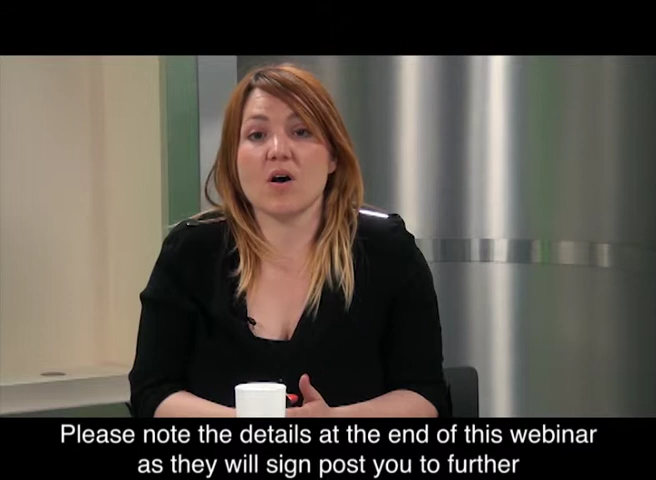 Please note the details at the end of this webinar
as they will sign post you to further